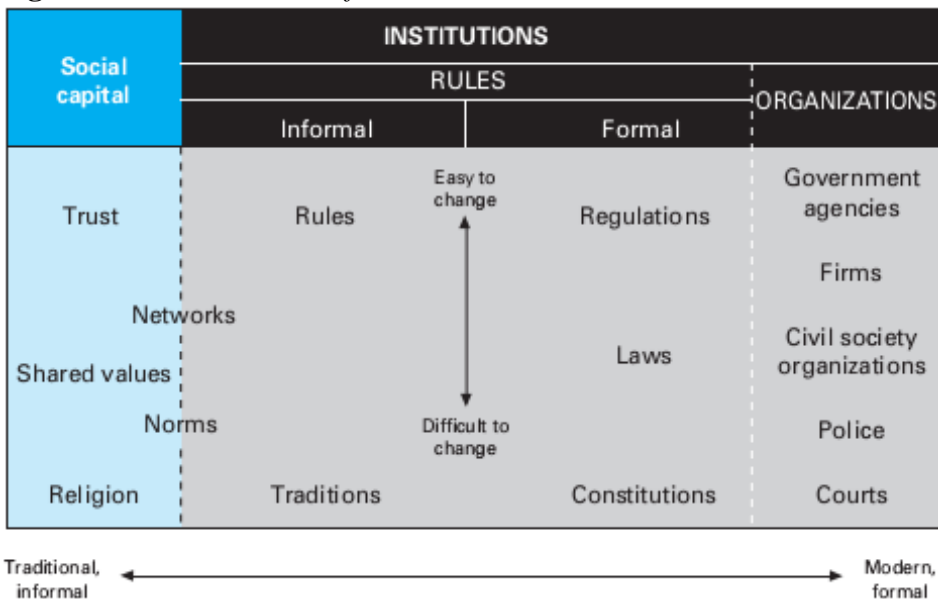 INSTITUTIONS
Social
capital
RULES
ORGANIZATIONS
Informal
Formal
Trust
Rules
Easy to
change
Regulations
Government
agencies
Firms
Networks
Shared values
Laws
Civil society
organizations
Norms
Difficult to
change
Police
Religion
Traditions
Constitutions
Courts
Traditional,
informal
Modern,
formal